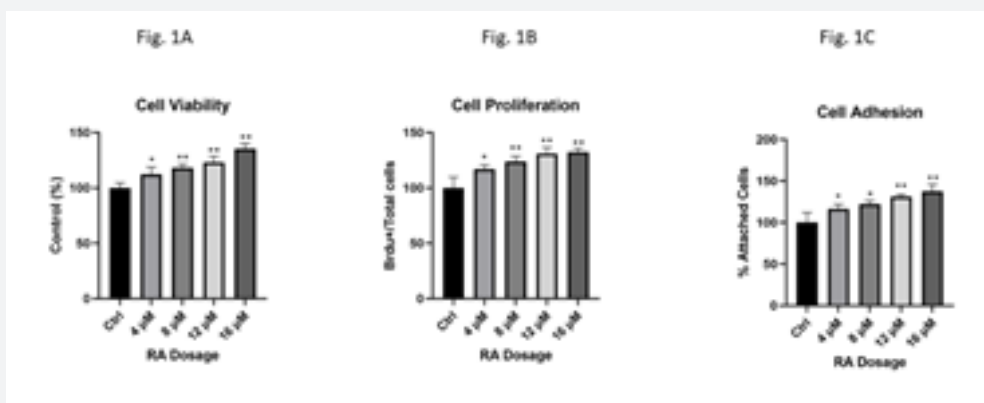 Fig. 1A
Fig. 1B
Fig. 1C
Cell Viability
150
100
50
0
Control (%)
*
**
**
**
Ctrl
4 µM
8 µM
12 µM
16 µM
RA Dosage
Cell Proliferation
150
100
50
0
Brdu+/Total cells
*
**
**
**
Ctrl
4 µM
8 µM
12 µM
16 µM
RA Dosage
Cell Adhesion
200
150
100
50
0
% Attached Cells
*
*
**
**
Ctrl
4 µM
8 µM
12 µM
16 µM
RA Dosage